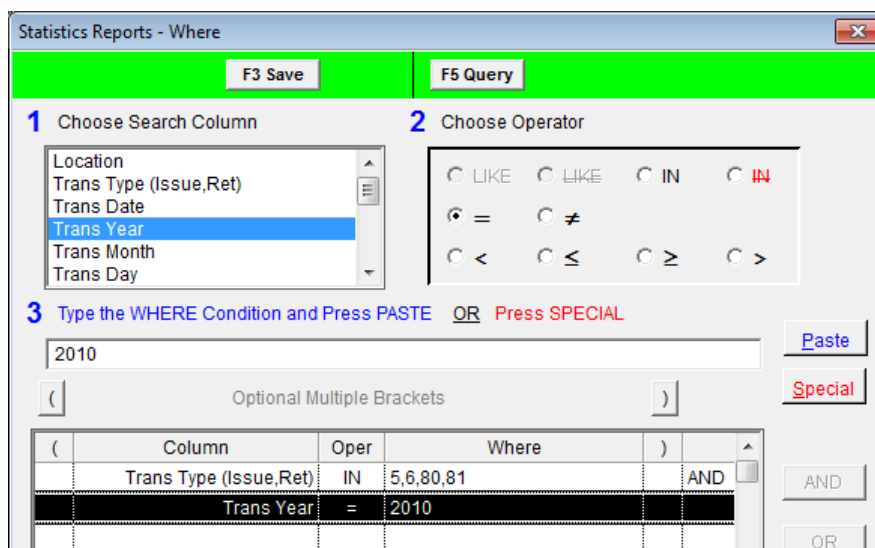 Statistics Reports - Where
F3 Save F5 Query
1 Choose Search Column
Location
Trans Type (Issue,Ret)
Trans Date
Trans Year
Trans Month
Trans Day
2 Choose Operator
LIKE LIKE IN IN
= ≠
< ≤ ≥ >
3 Type the WHERE Condition and Press PASTE OR Press SPECIAL
2010
Paste
Special
( Optional Multiple Brackets )
( Column Oper Where )
Trans Type (Issue,Ret) IN 5,6,80,81 AND
Trans Year = 2010
AND
OR